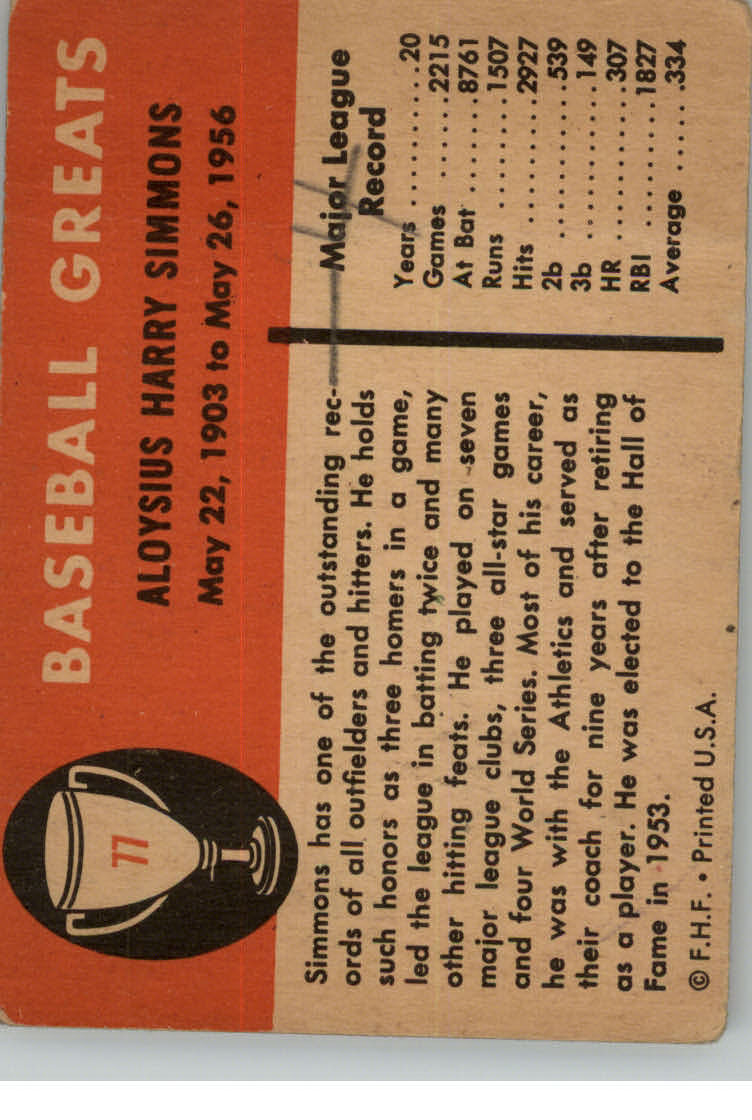 BASEBALL GREATS
77
ALOYSIUS HARRY SIMMONS
May 22, 1903 to May 26, 1956
Simmons has one of the outstanding rec-
ords of all outfielders and hitters. He holds
such honors as three homers in a game,
led the league in batting twice and many
other hitting feats. He played on seven
major league clubs, three all-star games
and four World Series. Most of his career,
he was with the Athletics and served as
their coach for nine years after retiring
as a player. He was elected to the Hall of
Fame in 1953.
© F.H.F. • Printed U.S.A.
Major League
Record
Years ..........20
Games ......2215
At Bat .......8761
Runs ........1507
Hits .........2927
2b ..........539
3b ..........149
HR ..........307
RBI .........1827
Average ......334